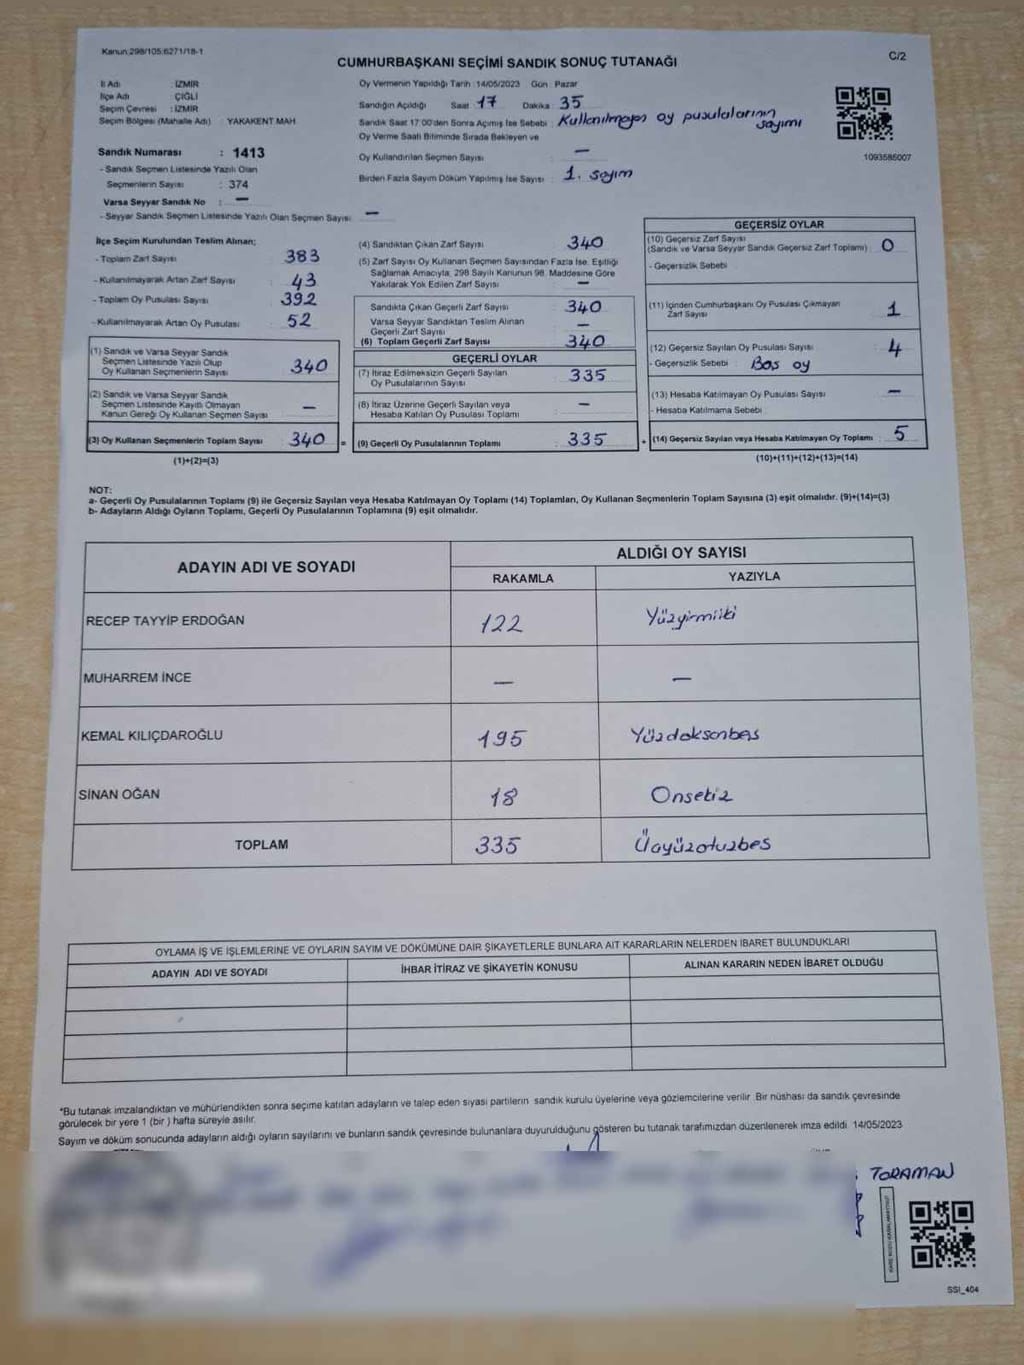 Kanun:298/105:6271/18-1
C/2
CUMHURBAŞKANI SEÇİMİ SANDIK SONUÇ TUTANAĞI
İl Adı : İZMİR
İlçe Adı : ÇİĞLİ
Seçim Çevresi : İZMİR
Seçim Bölgesi (Mahalle Adı) : YAKAKENT MAH.
Sandık Numarası : 1413
- Sandık Seçmen Listesinde Yazılı Olan
Seçmenlerin Sayısı : 374
Varsa Seyyar Sandık No : —
- Seyyar Sandık Seçmen Listesinde Yazılı Olan Seçmen Sayısı : —
Oy Vermenin Yapıldığı Tarih : 14/05/2023 Gün : Pazar
Sandığın Açıldığı Saat : 17 Dakika : 35
Sandık Saat 17:00'den Sonra Açılmış İse Sebebi : Kullanılmayan oy pusulalarının sayımı
Oy Verme Saati Bitiminde Sırada Bekleyen ve
Oy Kullandırılan Seçmen Sayısı : —
Birden Fazla Sayım Döküm Yapılmış İse Sayısı : 1. sayım
1093585007
İlçe Seçim Kurulundan Teslim Alınan;
- Toplam Zarf Sayısı : 383
- Kullanılmayarak Artan Zarf Sayısı : 43
- Toplam Oy Pusulası Sayısı : 392
- Kullanılmayarak Artan Oy Pusulası : 52
(1) Sandık ve Varsa Seyyar Sandık
Seçmen Listesinde Yazılı Olup
Oy Kullanan Seçmenlerin Sayısı : 340
(2) Sandık ve Varsa Seyyar Sandık
Seçmen Listesinde Kayıtlı Olmayan
Kanun Gereği Oy Kullanan Seçmen Sayısı : —
(3) Oy Kullanan Seçmenlerin Toplam Sayısı : 340 =
(1)+(2)=(3)
(4) Sandıktan Çıkan Zarf Sayısı : 340
(5) Zarf Sayısı Oy Kullanan Seçmen Sayısından Fazla İse, Eşitliği
Sağlamak Amacıyla, 298 Sayılı Kanunun 98. Maddesine Göre
Yakılarak Yok Edilen Zarf Sayısı : —
Sandıkta Çıkan Geçerli Zarf Sayısı : 340
Varsa Seyyar Sandıktan Teslim Alınan
Geçerli Zarf Sayısı : —
(6) Toplam Geçerli Zarf Sayısı : 340
GEÇERLİ OYLAR
(7) İtiraz Edilmeksizin Geçerli Sayılan
Oy Pusulalarının Sayısı : 335
(8) İtiraz Üzerine Geçerli Sayılan veya
Hesaba Katılan Oy Pusulası Toplamı : —
(9) Geçerli Oy Pusulalarının Toplamı : 335 +
GEÇERSİZ OYLAR
(10) Geçersiz Zarf Sayısı
(Sandık ve Varsa Seyyar Sandık Geçersiz Zarf Toplamı) : 0
- Geçersizlik Sebebi :
(11) İçinden Cumhurbaşkanı Oy Pusulası Çıkmayan
Zarf Sayısı : 1
(12) Geçersiz Sayılan Oy Pusulası Sayısı : 4
- Geçersizlik Sebebi : Boş oy
(13) Hesaba Katılmayan Oy Pusulası Sayısı : —
- Hesaba Katılmama Sebebi :
(14) Geçersiz Sayılan veya Hesaba Katılmayan Oy Toplamı : 5
(10)+(11)+(12)+(13)=(14)
NOT:
a- Geçerli Oy Pusulalarının Toplamı (9) ile Geçersiz Sayılan veya Hesaba Katılmayan Oy Toplamı (14) Toplamları, Oy Kullanan Seçmenlerin Toplam Sayısına (3) eşit olmalıdır. (9)+(14)=(3)
b- Adayların Aldığı Oyların Toplamı, Geçerli Oy Pusulalarının Toplamına (9) eşit olmalıdır.
ADAYIN ADI VE SOYADI
ALDIĞI OY SAYISI
RAKAMLA YAZIYLA
RECEP TAYYİP ERDOĞAN 122 Yüzyirmiiki
MUHARREM İNCE — —
KEMAL KILIÇDAROĞLU 195 Yüzdoksanbeş
SİNAN OĞAN 18 Onsekiz
TOPLAM 335 Üçyüzotuzbeş
OYLAMA İŞ VE İŞLEMLERİNE VE OYLARIN SAYIM VE DÖKÜMÜNE DAİR ŞİKAYETLERLE BUNLARA AİT KARARLARIN NELERDEN İBARET BULUNDUKLARI
ADAYIN ADI VE SOYADI İHBAR İTİRAZ VE ŞİKAYETİN KONUSU ALINAN KARARIN NEDEN İBARET OLDUĞU
*Bu tutanak imzalandıktan ve mühürlendikten sonra seçime katılan adayların ve talep eden siyasi partilerin sandık kurulu üyelerine veya gözlemcilerine verilir. Bir nüshası da sandık çevresinde
görülecek bir yere 1 (bir) hafta süreyle asılır.
Sayım ve döküm sonucunda adayların aldığı oyların sayılarını ve bunların sandık çevresinde bulunanlara duyurulduğunu gösteren bu tutanak tarafımızdan düzenlenerek imza edildi. 14/05/2023
TORAMAN
SSI_404